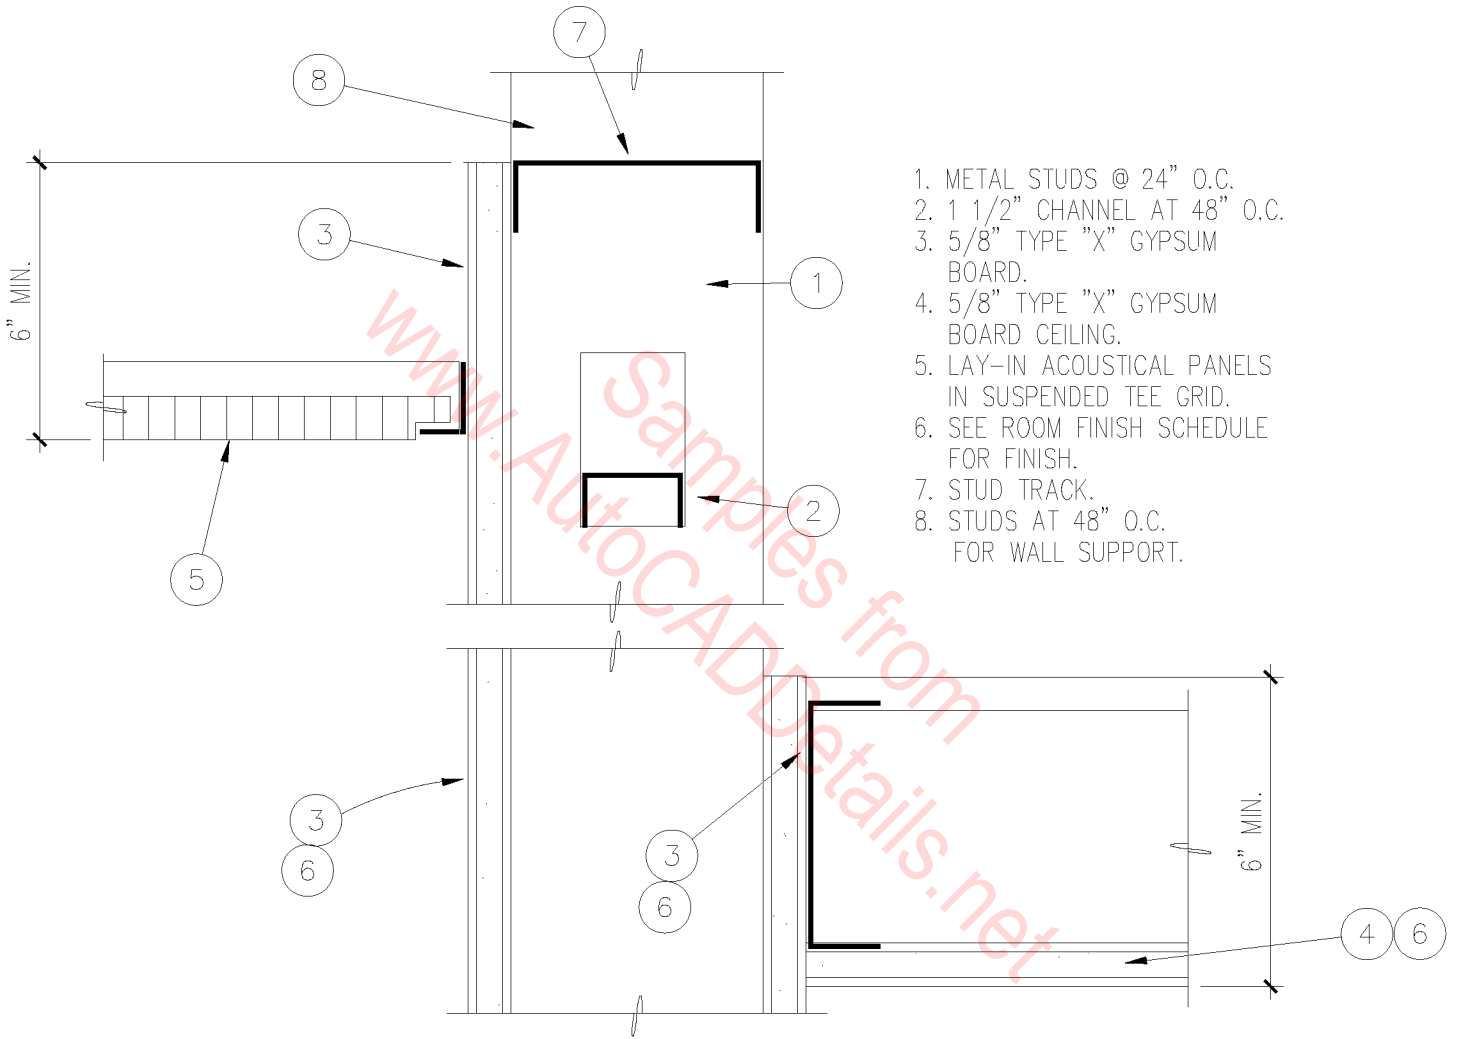 7
8
1. METAL STUDS @ 24" O.C.
2. 1 1/2" CHANNEL AT 48" O.C.
3. 5/8" TYPE "X" GYPSUM
BOARD.
4. 5/8" TYPE "X" GYPSUM
BOARD CEILING.
5. LAY-IN ACOUSTICAL PANELS
IN SUSPENDED TEE GRID.
6. SEE ROOM FINISH SCHEDULE
FOR FINISH.
7. STUD TRACK.
8. STUDS AT 48" O.C.
FOR WALL SUPPORT.
3
1
6" MIN.
2
5
Samples from
www.AutoCADDetails.net
3
6
3
6
6" MIN.
4 6